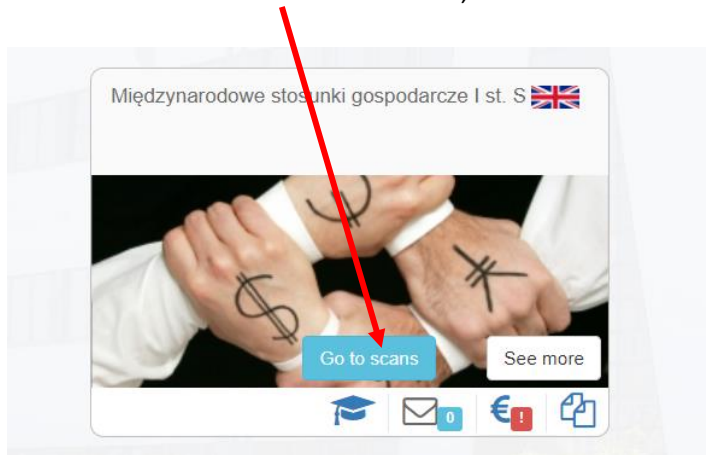 Międzynarodowe stosunki gospodarcze I st. S
$
Go to scans
See more
0
€ !